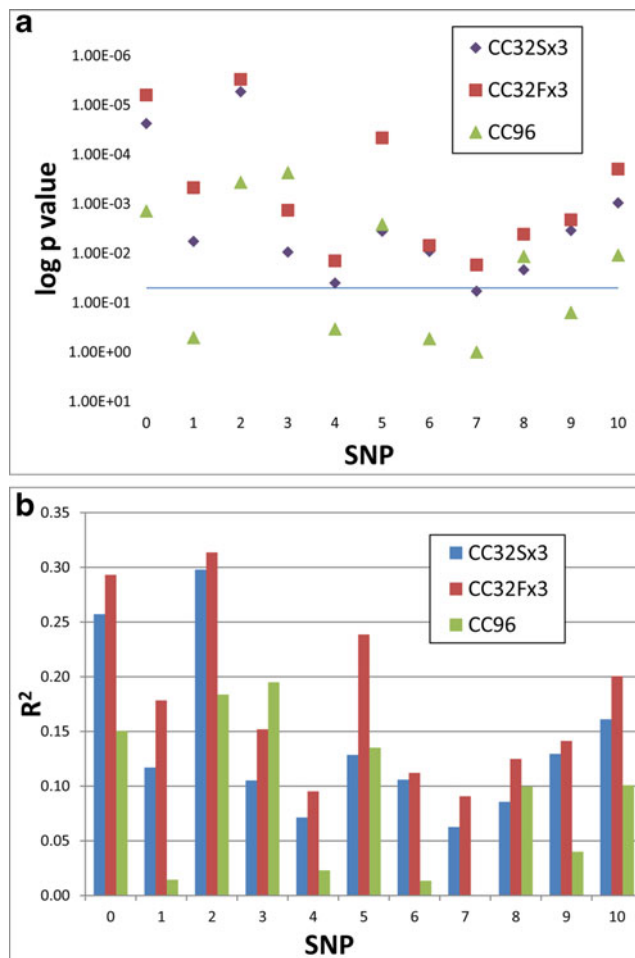 a
CC32Sx3
CC32Fx3
CC96
1.00E-06
1.00E-05
1.00E-04
1.00E-03
1.00E-02
1.00E-01
1.00E+00
1.00E+01
log p value
0 1 2 3 4 5 6 7 8 9 10
SNP
b
CC32Sx3
CC32Fx3
CC96
0.35
0.30
0.25
0.20
0.15
0.10
0.05
0.00
R²
0 1 2 3 4 5 6 7 8 9 10
SNP